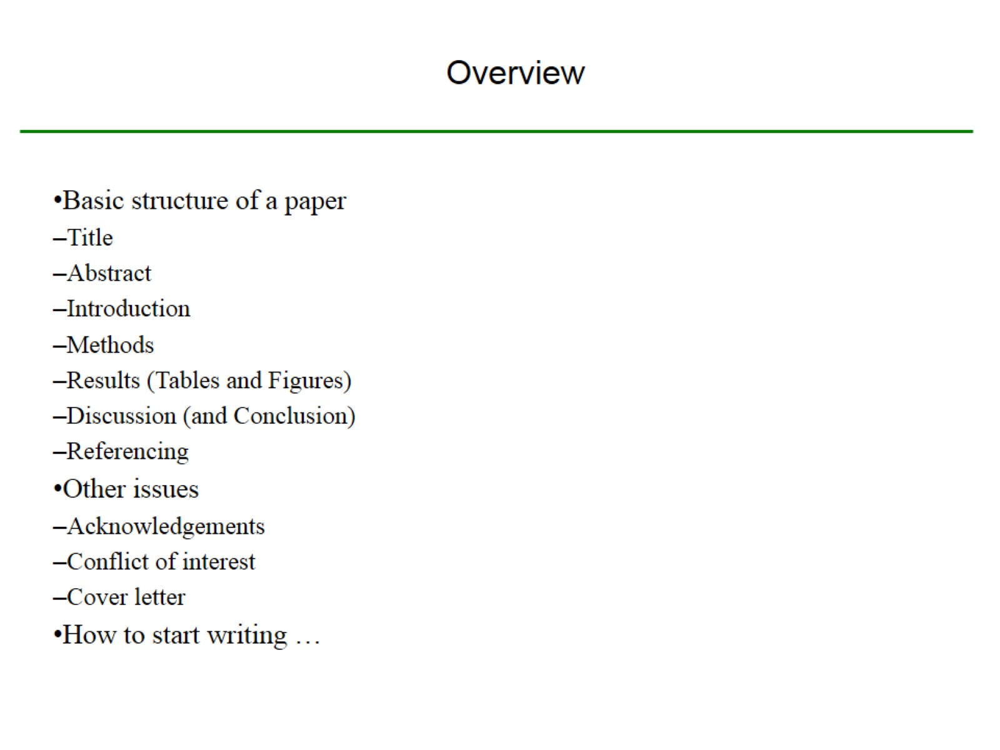 Overview
•Basic structure of a paper
–Title
–Abstract
–Introduction
–Methods
–Results (Tables and Figures)
–Discussion (and Conclusion)
–Referencing
•Other issues
–Acknowledgements
–Conflict of interest
–Cover letter
•How to start writing …